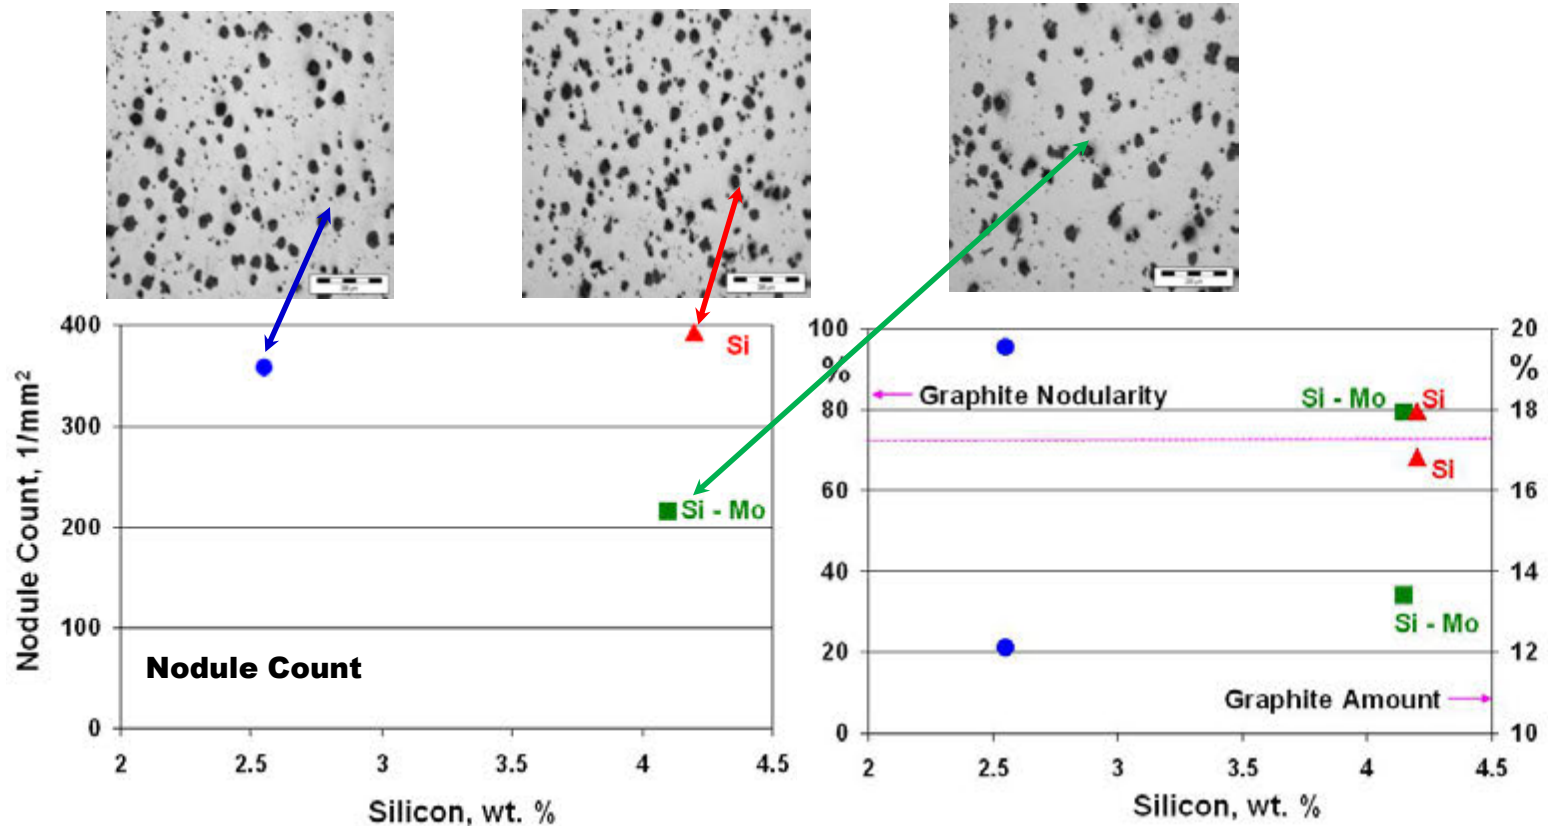 400
300
200
100
0
Nodule Count, 1/mm2
Si
Si - Mo
Nodule Count
2
2.5
3
3.5
4
4.5
Silicon, wt. %
100
%
80
60
40
20
0
Graphite Nodularity
Si - Mo
Si
Si
Si - Mo
Graphite Amount
20
%
18
16
14
12
10
2
2.5
3
3.5
4
4.5
Silicon, wt. %